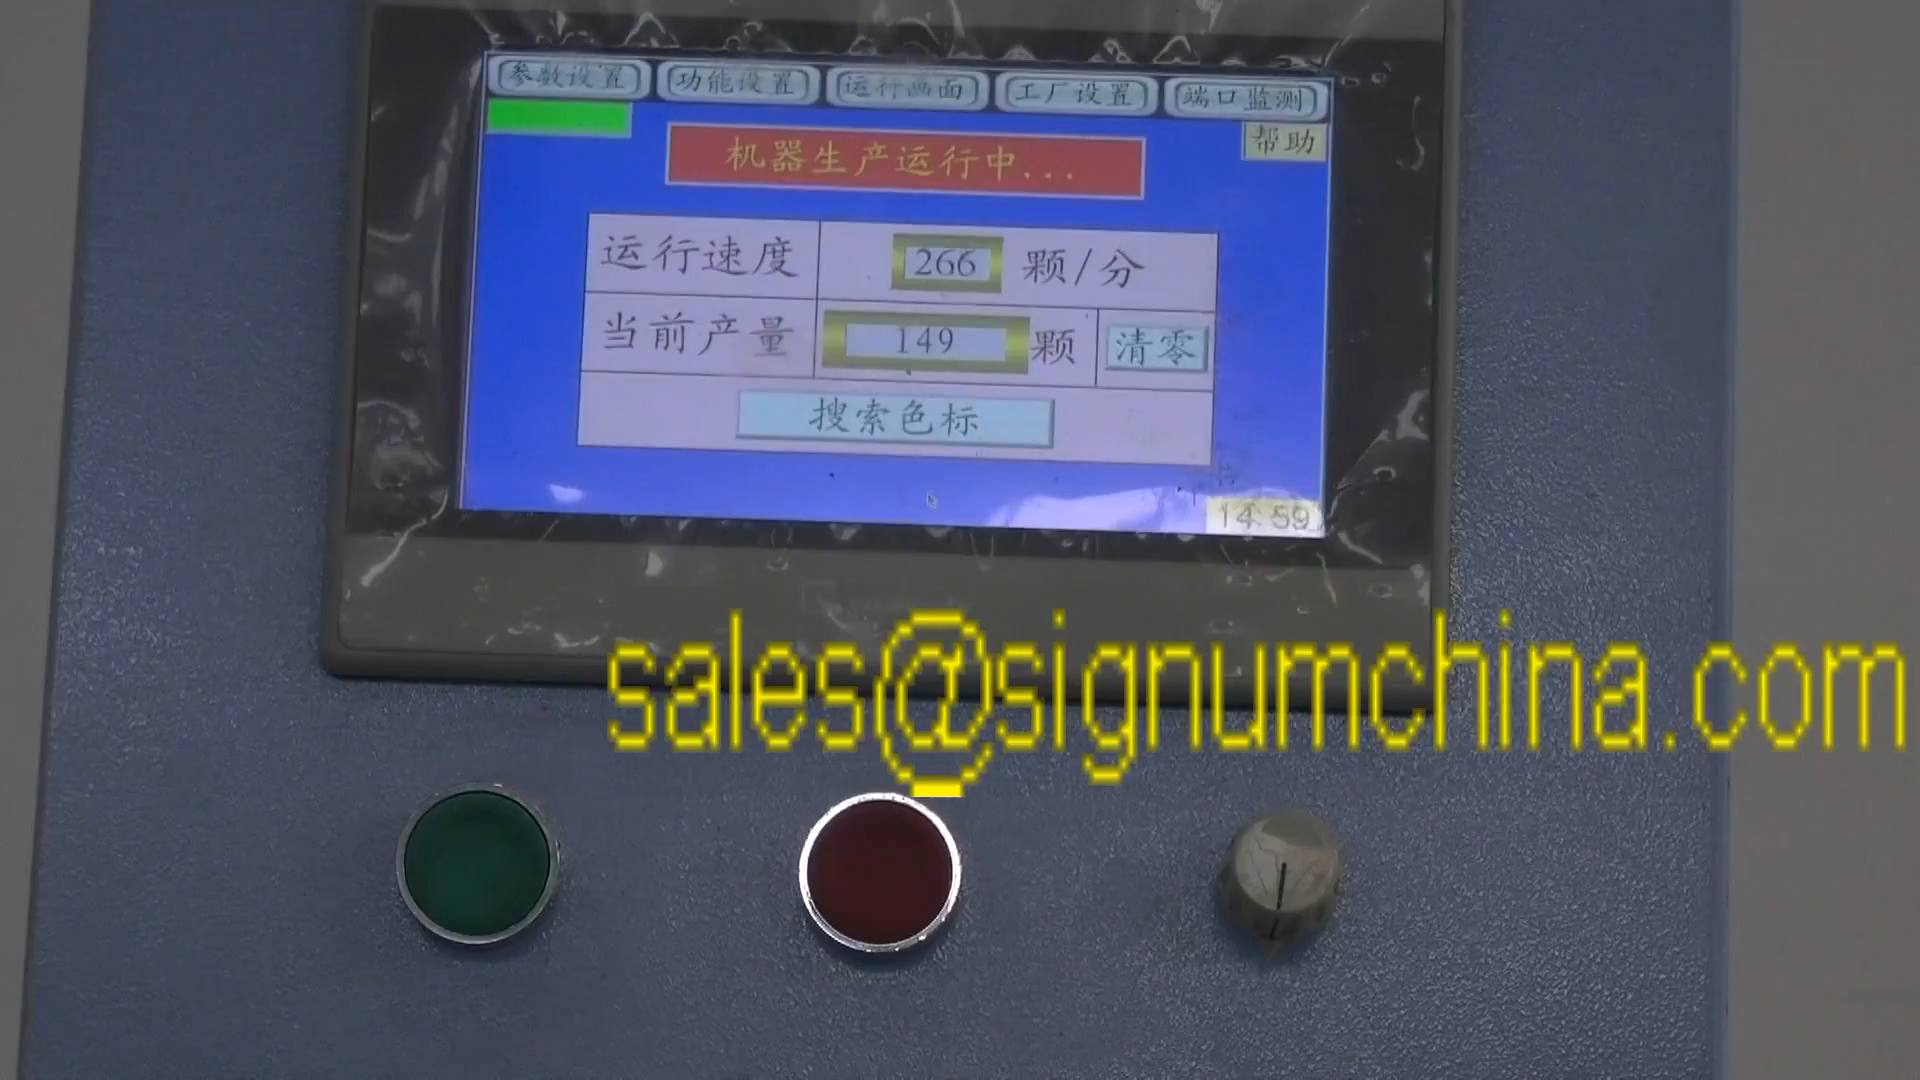 参数设置 功能设置 运行画面 工厂设置 端口监测
帮助
机器生产运行中...
运行速度 266 颗/分
当前产量 149 颗 清零
搜索色标
14:59
sales@signumchina.com